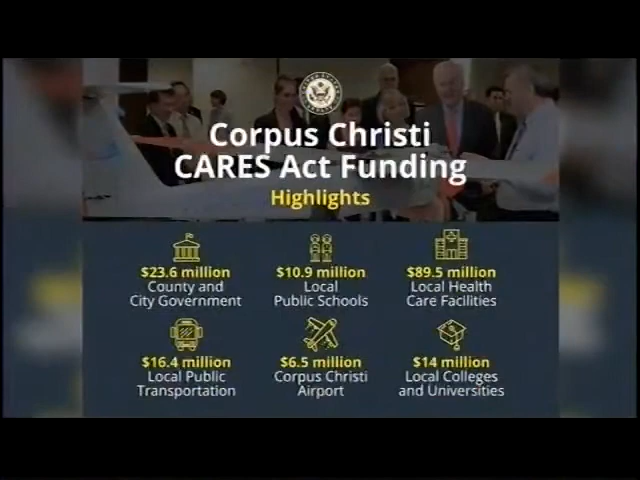 Corpus Christi
CARES Act Funding
Highlights
$23.6 million
County and
City Government
$10.9 million
Local
Public Schools
$89.5 million
Local Health
Care Facilities
$16.4 million
Local Public
Transportation
$6.5 million
Corpus Christi
Airport
$14 million
Local Colleges
and Universities